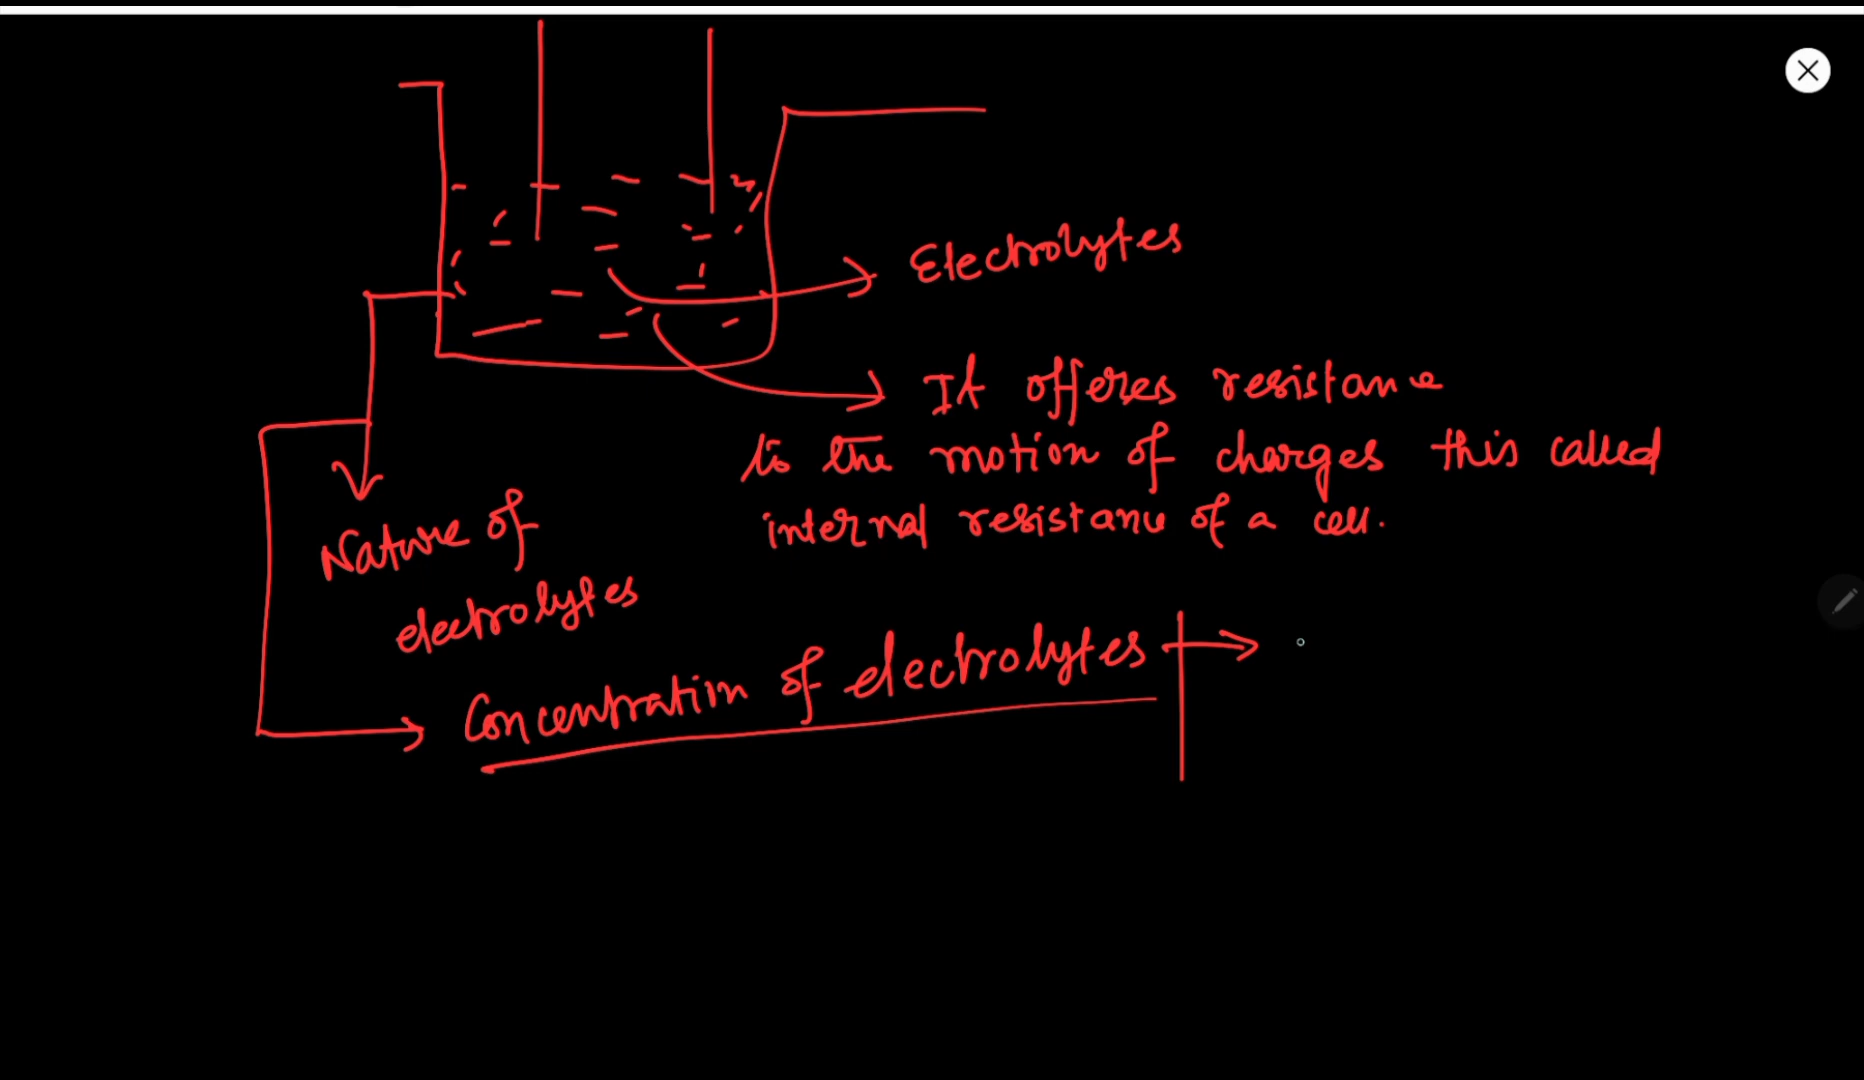 Electrolytes
It offeres resistance
to the motion of charges this called
internal resistance of a cell.
Nature of
electrolytes
Concentration of electrolytes